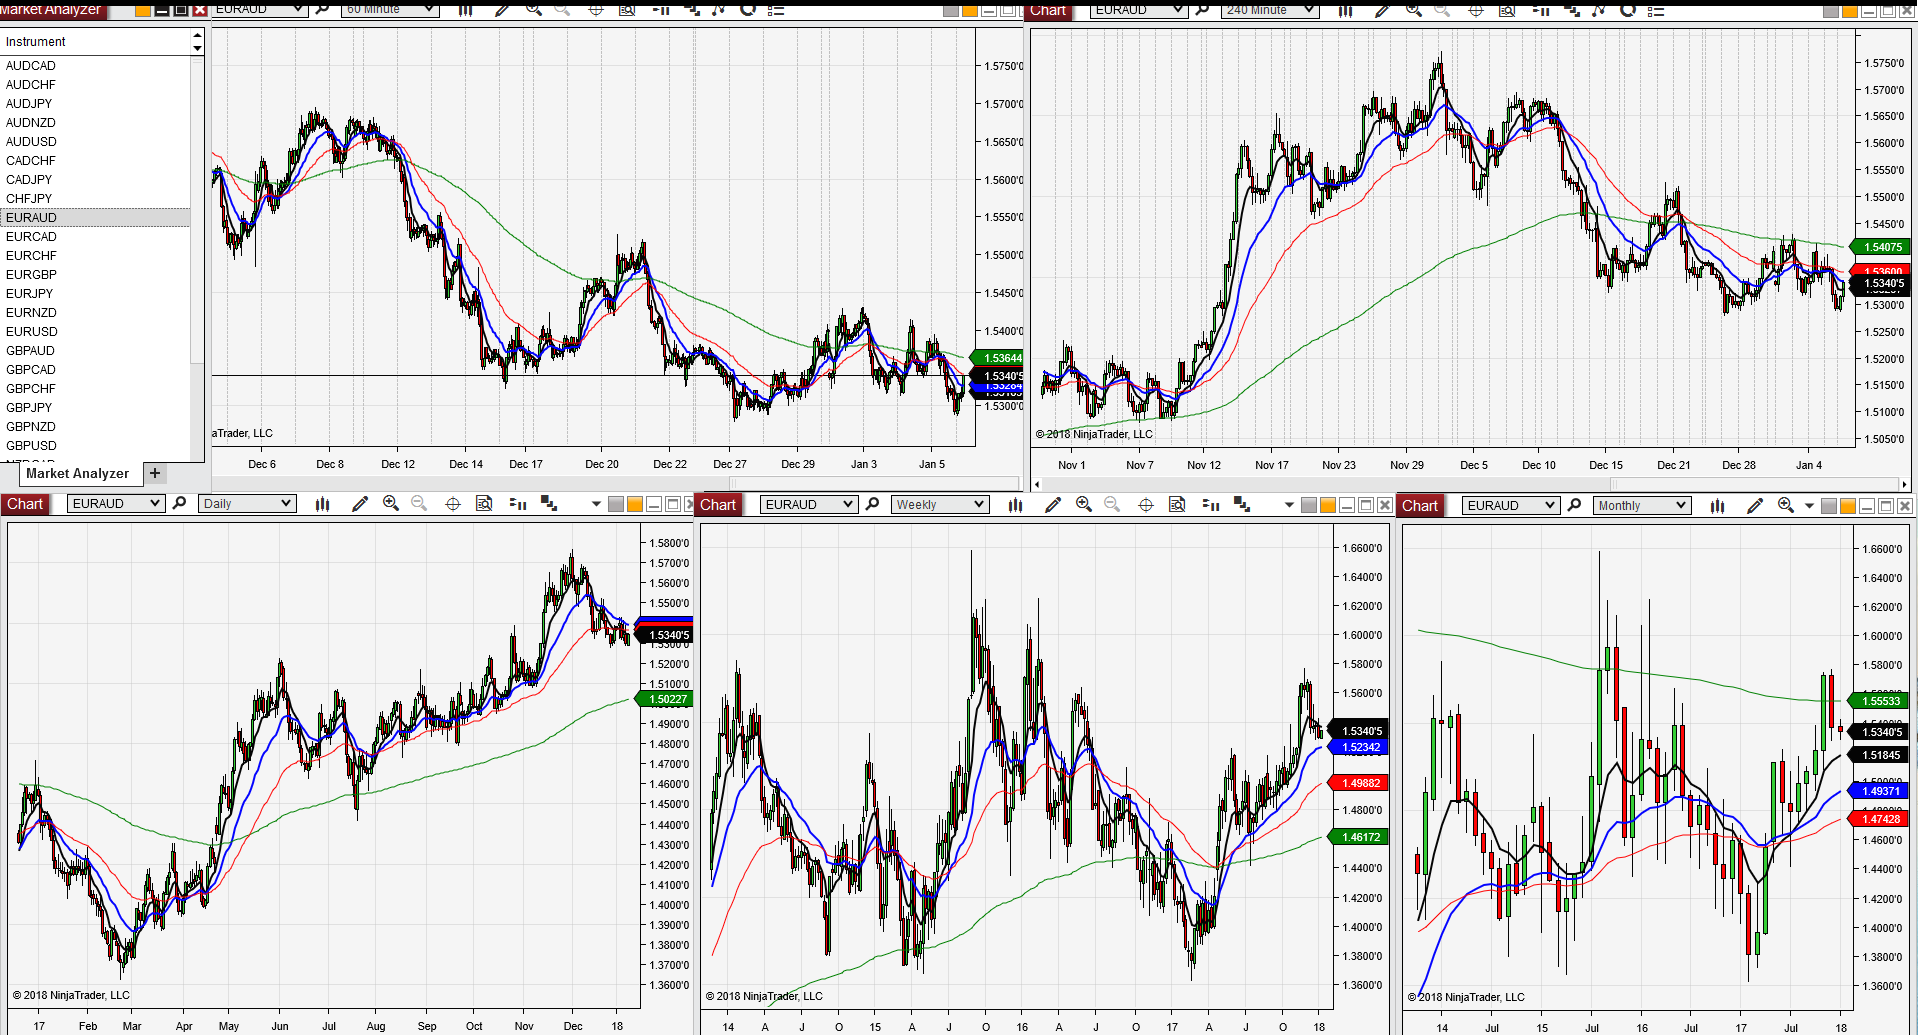 Market Analyzer
EURAUD
60 Minute
Chart
EURAUD
240 Minute
Instrument
AUDCAD
AUDCHF
AUDJPY
AUDNZD
AUDUSD
CADCHF
CADJPY
CHFJPY
EURAUD
EURCAD
EURCHF
EURGBP
EURJPY
EURNZD
EURUSD
GBPAUD
GBPCAD
GBPCHF
GBPJPY
GBPNZD
GBPUSD
Market Analyzer +
1.5750'0
1.5700'0
1.5650'0
1.5600'0
1.5550'0
1.5500'0
1.5450'0
1.5400'0
1.53644
1.5340'5
1.5300'0
aTrader, LLC
Dec 6 Dec 8 Dec 12 Dec 14 Dec 17 Dec 20 Dec 22 Dec 27 Dec 29 Jan 3 Jan 5
1.5750'0
1.5700'0
1.5650'0
1.5600'0
1.5550'0
1.5500'0
1.5450'0
1.54075
1.53600
1.5340'5
1.5300'0
1.5250'0
1.5200'0
1.5150'0
1.5100'0
1.5050'0
© 2018 NinjaTrader, LLC
Nov 1 Nov 7 Nov 12 Nov 17 Nov 23 Nov 29 Dec 5 Dec 10 Dec 15 Dec 21 Dec 28 Jan 4
Chart
EURAUD
Daily
1.5800'0
1.5700'0
1.5600'0
1.5500'0
1.5340'5
1.5300'0
1.5200'0
1.5100'0
1.50227
1.4900'0
1.4800'0
1.4700'0
1.4600'0
1.4500'0
1.4400'0
1.4300'0
1.4200'0
1.4100'0
1.4000'0
1.3900'0
1.3800'0
1.3700'0
1.3600'0
© 2018 NinjaTrader, LLC
17 Feb Mar Apr May Jun Jul Aug Sep Oct Nov Dec 18
Chart
EURAUD
Weekly
1.6600'0
1.6400'0
1.6200'0
1.6000'0
1.5800'0
1.5600'0
1.5340'5
1.52342
1.49882
1.4800'0
1.46172
1.4400'0
1.4200'0
1.4000'0
1.3800'0
1.3600'0
© 2018 NinjaTrader, LLC
14 A J O 15 A J O 16 A J O 17 A J O 18
Chart
EURAUD
Monthly
1.6600'0
1.6400'0
1.6200'0
1.6000'0
1.5800'0
1.55533
1.5340'5
1.51845
1.49371
1.47428
1.4600'0
1.4400'0
1.4200'0
1.4000'0
1.3800'0
1.3600'0
© 2018 NinjaTrader, LLC
14 Jul 15 Jul 16 Jul 17 Jul 18